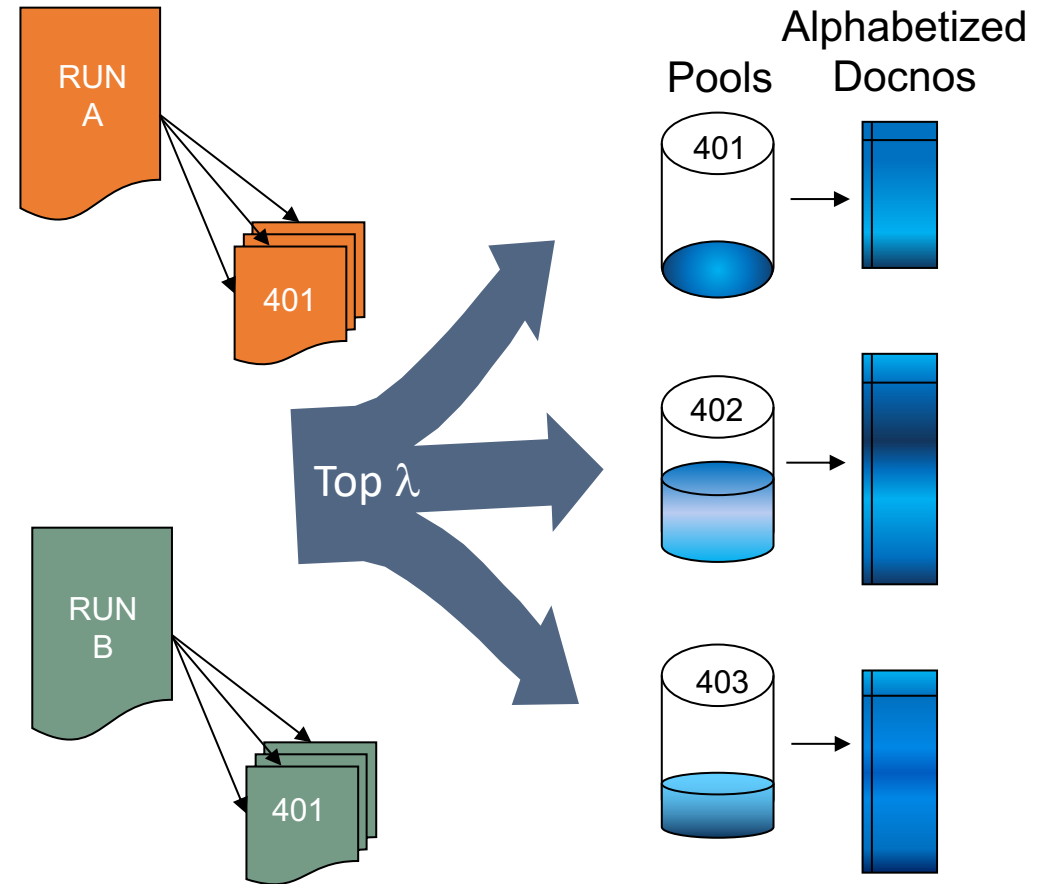 RUN
A
401
RUN
B
401
Top λ
Pools
Alphabetized
Docnos
401
402
403